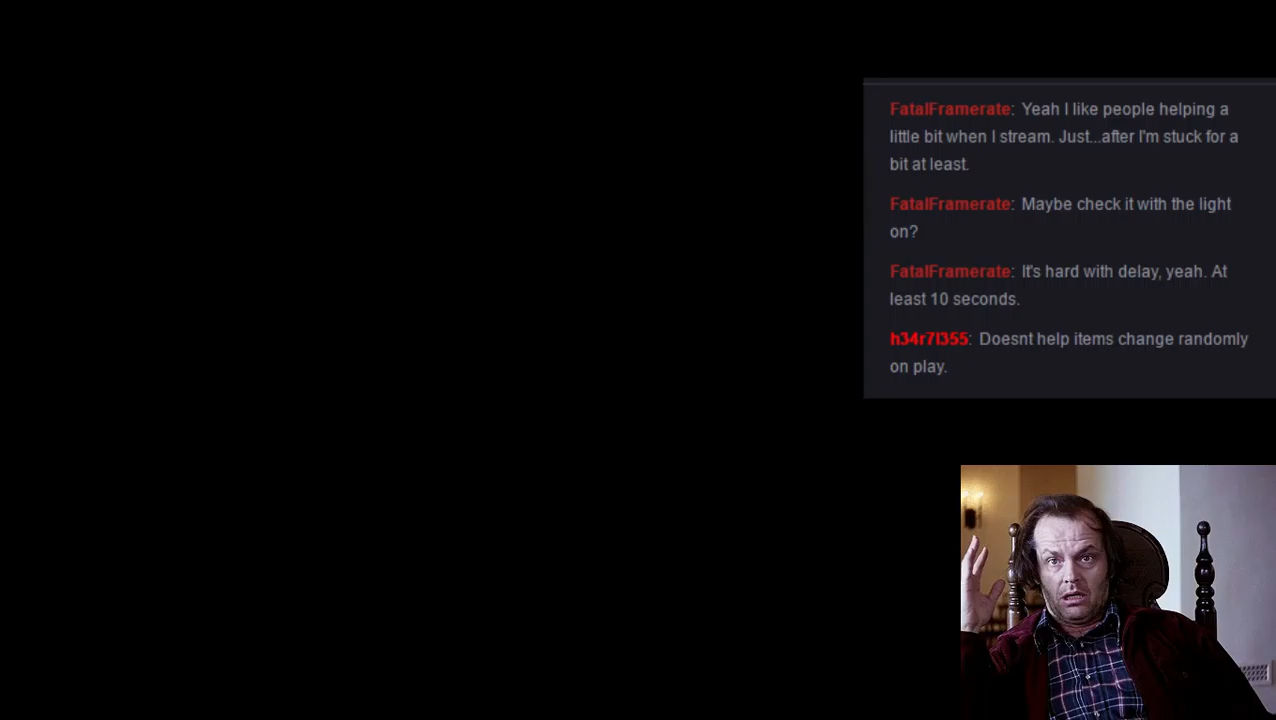 FatalFramerate: Yeah I like people helping a
little bit when I stream. Just...after I'm stuck for a
bit at least.
FatalFramerate: Maybe check it with the light
on?
FatalFramerate: It's hard with delay, yeah. At
least 10 seconds.
h34r7l355: Doesnt help items change randomly
on play.